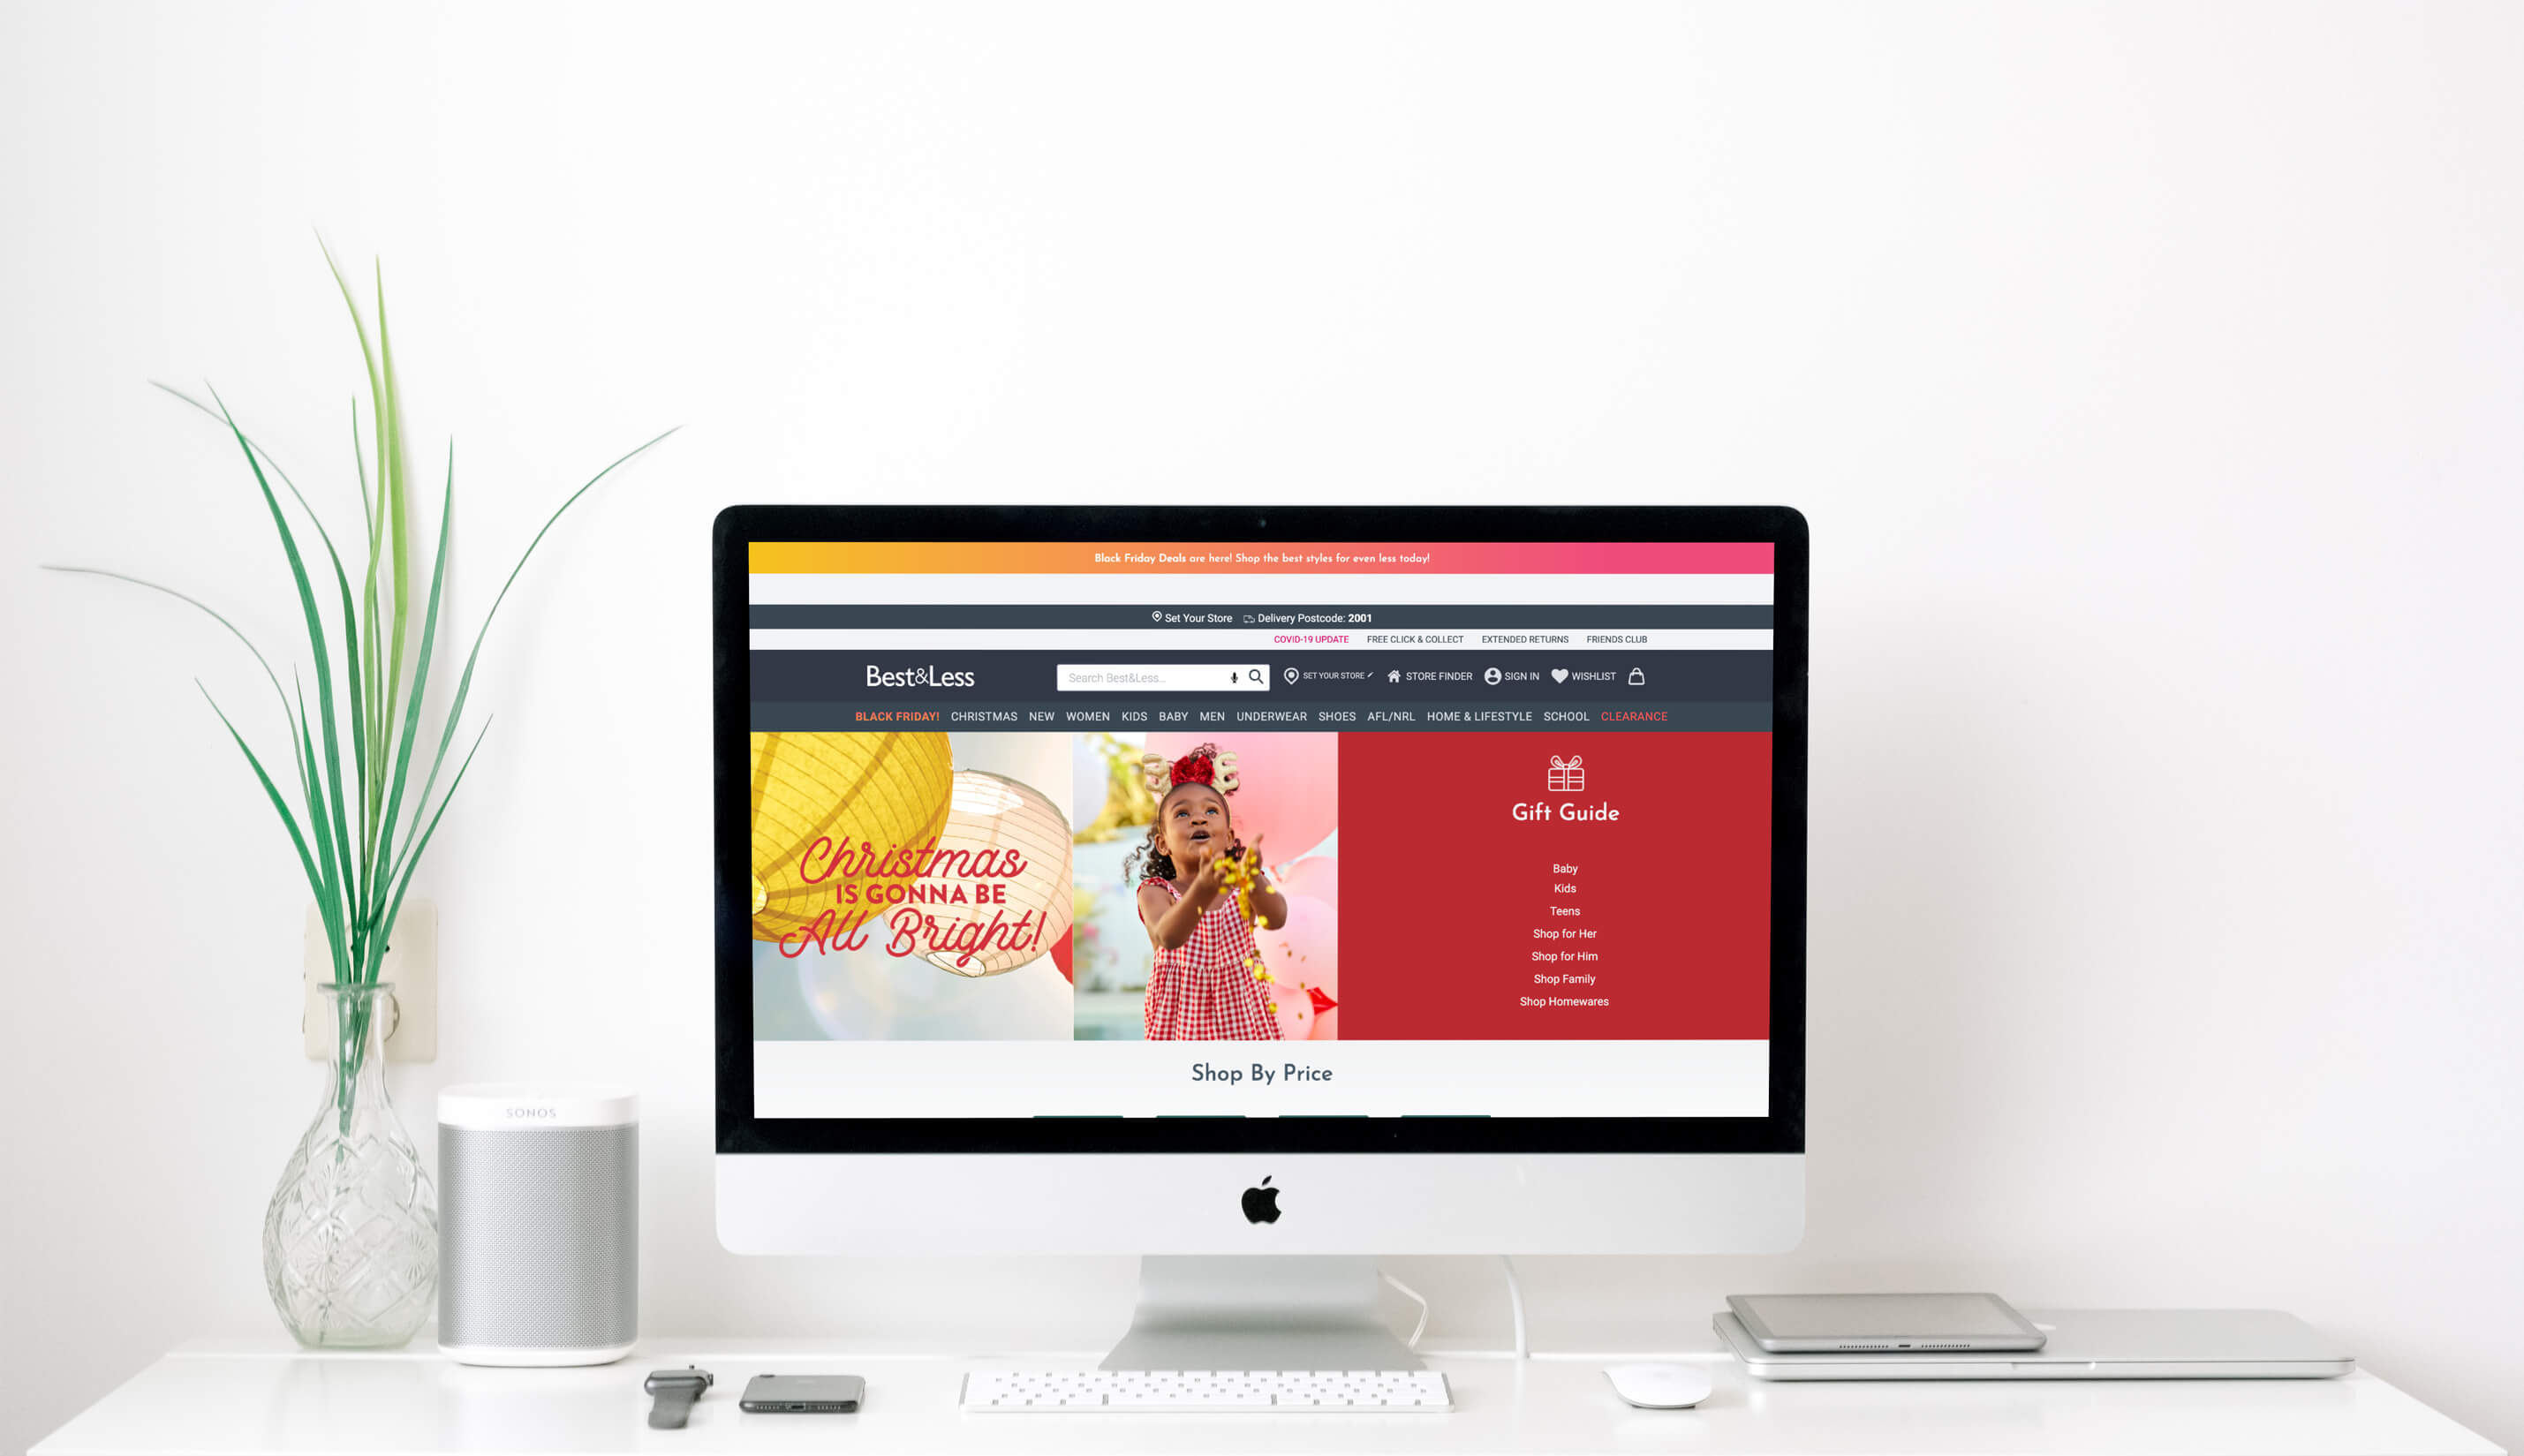 Black Friday Deals are here! Shop the best styles for even less today!
Set Your Store Delivery Postcode: 2001
COVID-19 UPDATE FREE CLICK & COLLECT EXTENDED RETURNS FRIENDS CLUB
Best&Less Search Best&Less... SET YOUR STORE STORE FINDER SIGN IN WISHLIST
BLACK FRIDAY! CHRISTMAS NEW WOMEN KIDS BABY MEN UNDERWEAR SHOES AFL/NRL HOME & LIFESTYLE SCHOOL CLEARANCE
Christmas
IS GONNA BE
All Bright!
Gift Guide
Baby
Kids
Teens
Shop for Her
Shop for Him
Shop Family
Shop Homewares
Shop By Price
SONOS